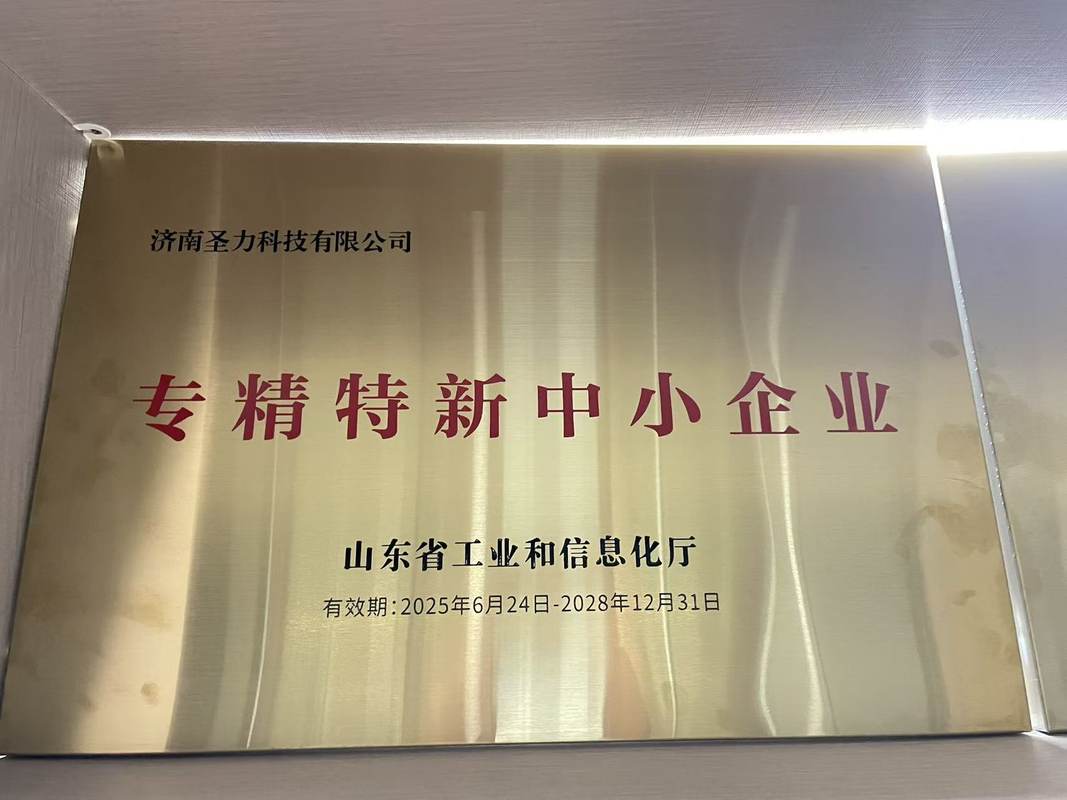 济南圣力科技有限公司
专精特新中小企业
山东省工业和信息化厅
有效期:2025年6月24日-2028年12月31日